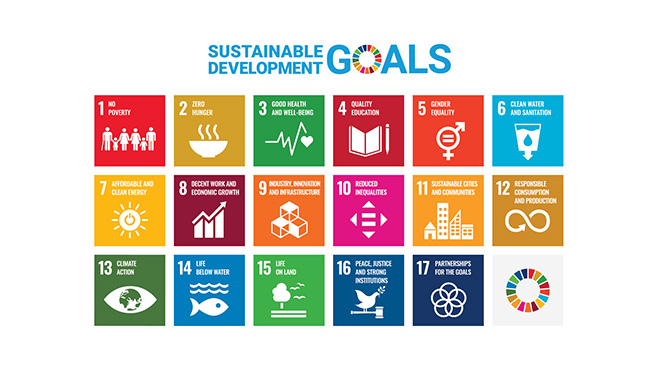 SUSTAINABLE
DEVELOPMENT
GOALS
1 NO
POVERTY
2 ZERO
HUNGER
3 GOOD HEALTH
AND WELL-BEING
4 QUALITY
EDUCATION
5 GENDER
EQUALITY
6 CLEAN WATER
AND SANITATION
7 AFFORDABLE AND
CLEAN ENERGY
8 DECENT WORK AND
ECONOMIC GROWTH
9 INDUSTRY, INNOVATION
AND INFRASTRUCTURE
10 REDUCED
INEQUALITIES
11 SUSTAINABLE CITIES
AND COMMUNITIES
12 RESPONSIBLE
CONSUMPTION
AND PRODUCTION
13 CLIMATE
ACTION
14 LIFE
BELOW WATER
15 LIFE
ON LAND
16 PEACE, JUSTICE
AND STRONG
INSTITUTIONS
17 PARTNERSHIPS
FOR THE GOALS